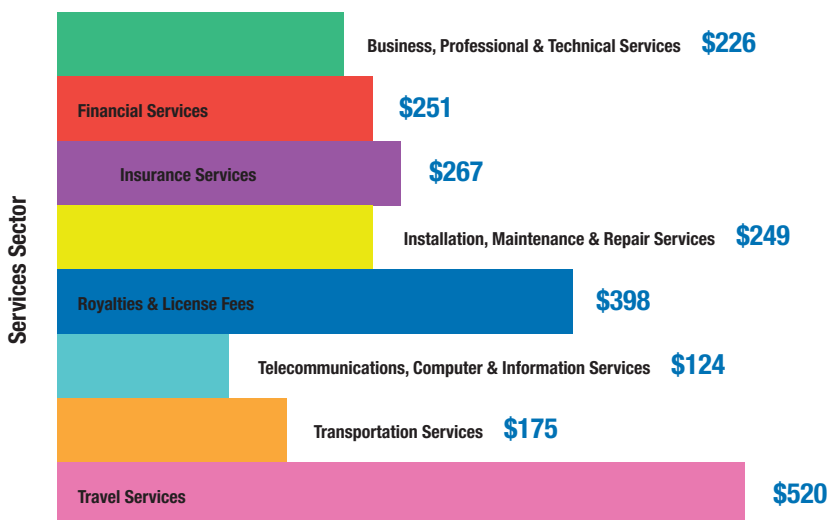 Services Sector
Business, Professional & Technical Services $226
Financial Services $251
Insurance Services $267
Installation, Maintenance & Repair Services $249
Royalties & License Fees $398
Telecommunications, Computer & Information Services $124
Transportation Services $175
Travel Services $520